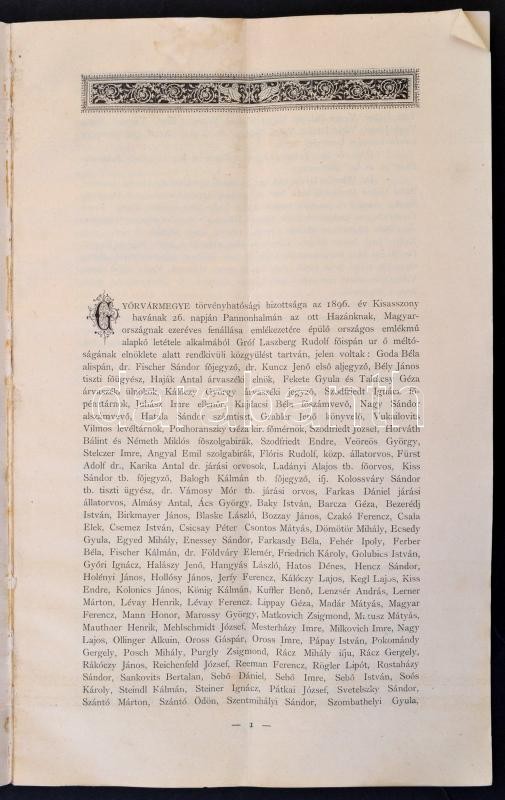 GYŐRVÁRMEGYE törvényhatósági bizottsága az 1896. év Kisasszony
havának 26. napján Pannonhalmán az ott Hazánknak, Magyar-
országnak ezeréves fenállása emlékezetére épülő országos emlékmű
alapkő letétele alkalmából Gróf Laszberg Rudolf főispán ur ő méltó-
ságának elnöklete alatt rendkivüli közgyülést tartván, jelen voltak: Goda Béla
alispán, dr. Fischer Sándor főjegyző, dr. Kuncz Jenő első aljegyző, Bély János
tiszti főügyész, Haják Antal árvaszéki elnök, Fekete Gyula és Takácsy Géza
árvaszék ülnökök, Kálóczy György árvaszéki jegyző, Szodfriedt Ignácz fő-
pénztárnok, Juhász Imre ellenőr, Kajfacsi Béla főszámvevő, Nagy Sándor
alszámvevő, Hatala Sándor számtiszt, Grabler Jenő könyvelő, Vukulovits
Vilmos levéltárnok, Podhoranszky Géza kir. főmérnök, Szodfriedt József, Horváth
Bálint és Németh Miklós főszolgabirák, Szodfriedt Endre, Veöreös György,
Stelczer Imre, Angyal Emil szolgabirák, Flóris Rudolf, közp. állatorvos, Fürst
Adolf dr., Karika Antal dr. járási orvosok, Ladányi Alajos tb. főorvos, Kiss
Sándor tb. főjegyző, Balogh Kálmán tb. főjegyző, ifj. Kolossváry Sándor
tb. tiszti ügyész, dr. Vámosy Mór tb. járási orvos, Farkas Dániel járási
állatorvos, Almásy Antal, Ács György, Baky István, Barcza Géza, Bezerédj
István, Birkmayer János, Blaske László, Bozzay János, Czakó Ferencz, Csala
Elek, Csemez István, Csicsay Péter Csontos Mátyás, Dömötör Mihály, Ecsedy
Gyula, Egyed Mihály, Enessey Sándor, Farkasdy Béla, Fehér Ipoly, Ferber
Béla, Fischer Kálmán, dr. Földváry Elemér, Friedrich Károly, Golubics István,
Győri Ignácz, Halászy Jenő, Hangyás László, Hatos Dénes, Hencz Sándor,
Holényi János, Hollósy János, Jerfy Ferencz, Kálóczy Lajos, Kegl Lajos, Kiss
Endre, Kolonics János, König Kálmán, Kuffler Benő, Lenzsér András, Lerner
Márton, Lévay Henrik, Lévay Ferencz, Lippay Géza, Madár Mátyás, Magyar
Ferencz, Mann Honor, Marossy György, Matkovich Zsigmond, Matusz Mátyás,
Mauthner Henrik, Mehlschmidt József, Mesterházy Imre, Milkovich Imre, Nagy
Lajos, Ollinger Alkuin, Oross Gáspár, Oross Imre, Pápay István, Pokomándy
Gergely, Posch Mihály, Purgly Zsigmond, Rácz Mihály ifju, Rácz Gergely,
Rákóczy János, Reichenfeld József, Reeman Ferencz, Rögler Lipót, Rostaházy
Sándor, Sankovits Bertalan, Sebő Dániel, Sebő Imre, Sebő István, Soós
Károly, Steindl Kálmán, Steiner Ignácz, Pátkai József, Svetelszky Sándor,
Szántó Márton, Szántó Ödön, Szentmihályi Sándor, Szombathelyi Gyula,
— 1 —